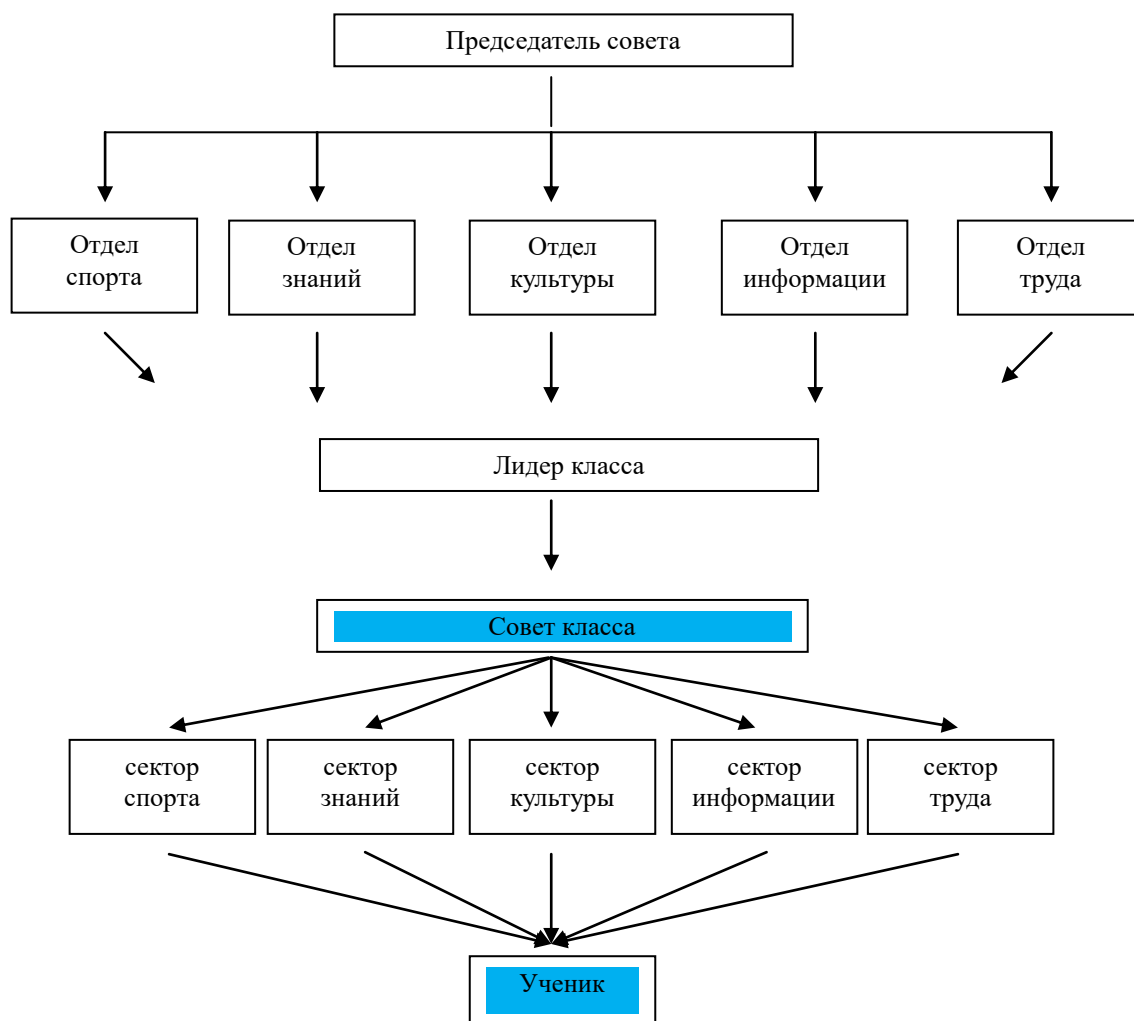 Председатель совета
Отдел
спорта
Отдел
знаний
Отдел
культуры
Отдел
информации
Отдел
труда
Лидер класса
Совет класса
сектор
спорта
сектор
знаний
сектор
культуры
сектор
информации
сектор
труда
Ученик